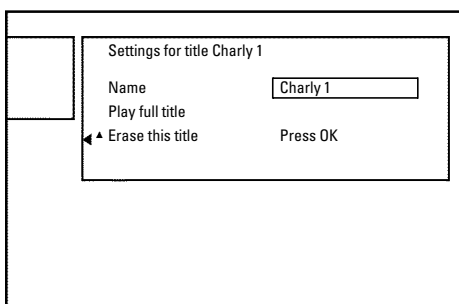 Settings for title Charly 1
Name Charly 1
Play full title
Erase this title Press OK